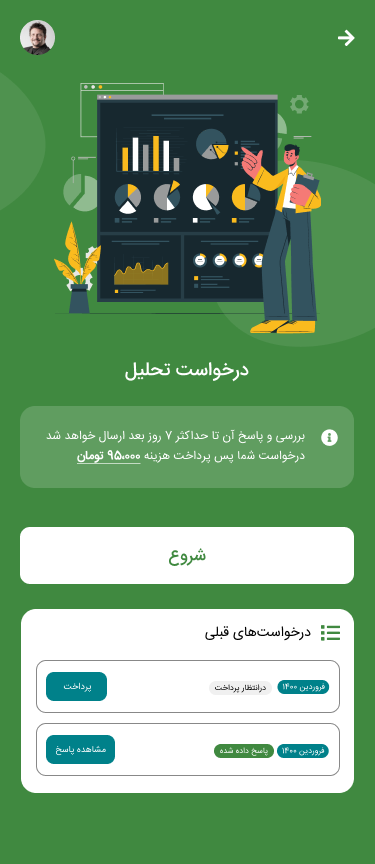 درخواست تحلیل
بررسی و پاسخ آن تا حداکثر ۷ روز بعد ارسال خواهد شد
درخواست شما پس پرداخت هزینه ۹۵،۰۰۰ تومان
شروع
درخواست‌های قبلی
فروردین ۱۴۰۰ درانتظار پرداخت پرداخت
فروردین ۱۴۰۰ پاسخ داده شده مشاهده پاسخ